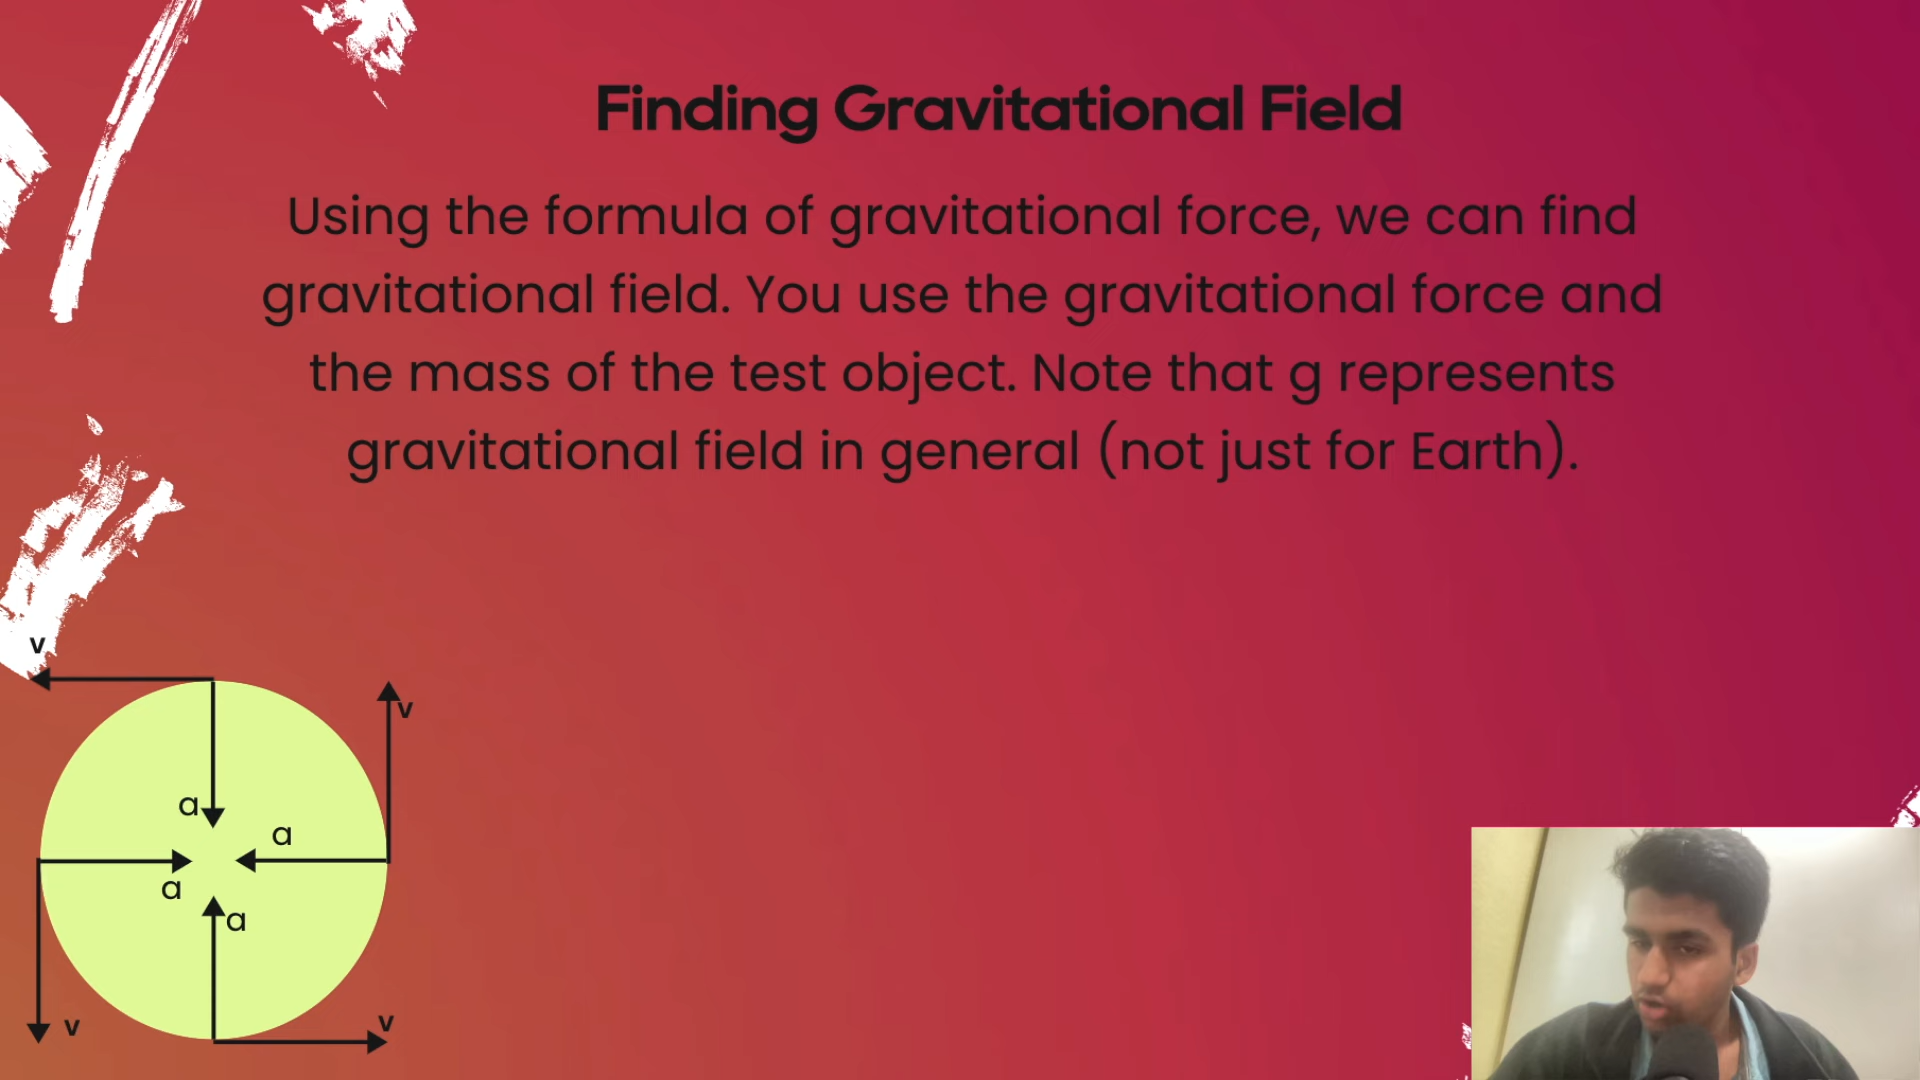 Finding Gravitational Field
Using the formula of gravitational force, we can find
gravitational field. You use the gravitational force and
the mass of the test object. Note that g represents
gravitational field in general (not just for Earth).
v
v
a
a
a
a
v
v